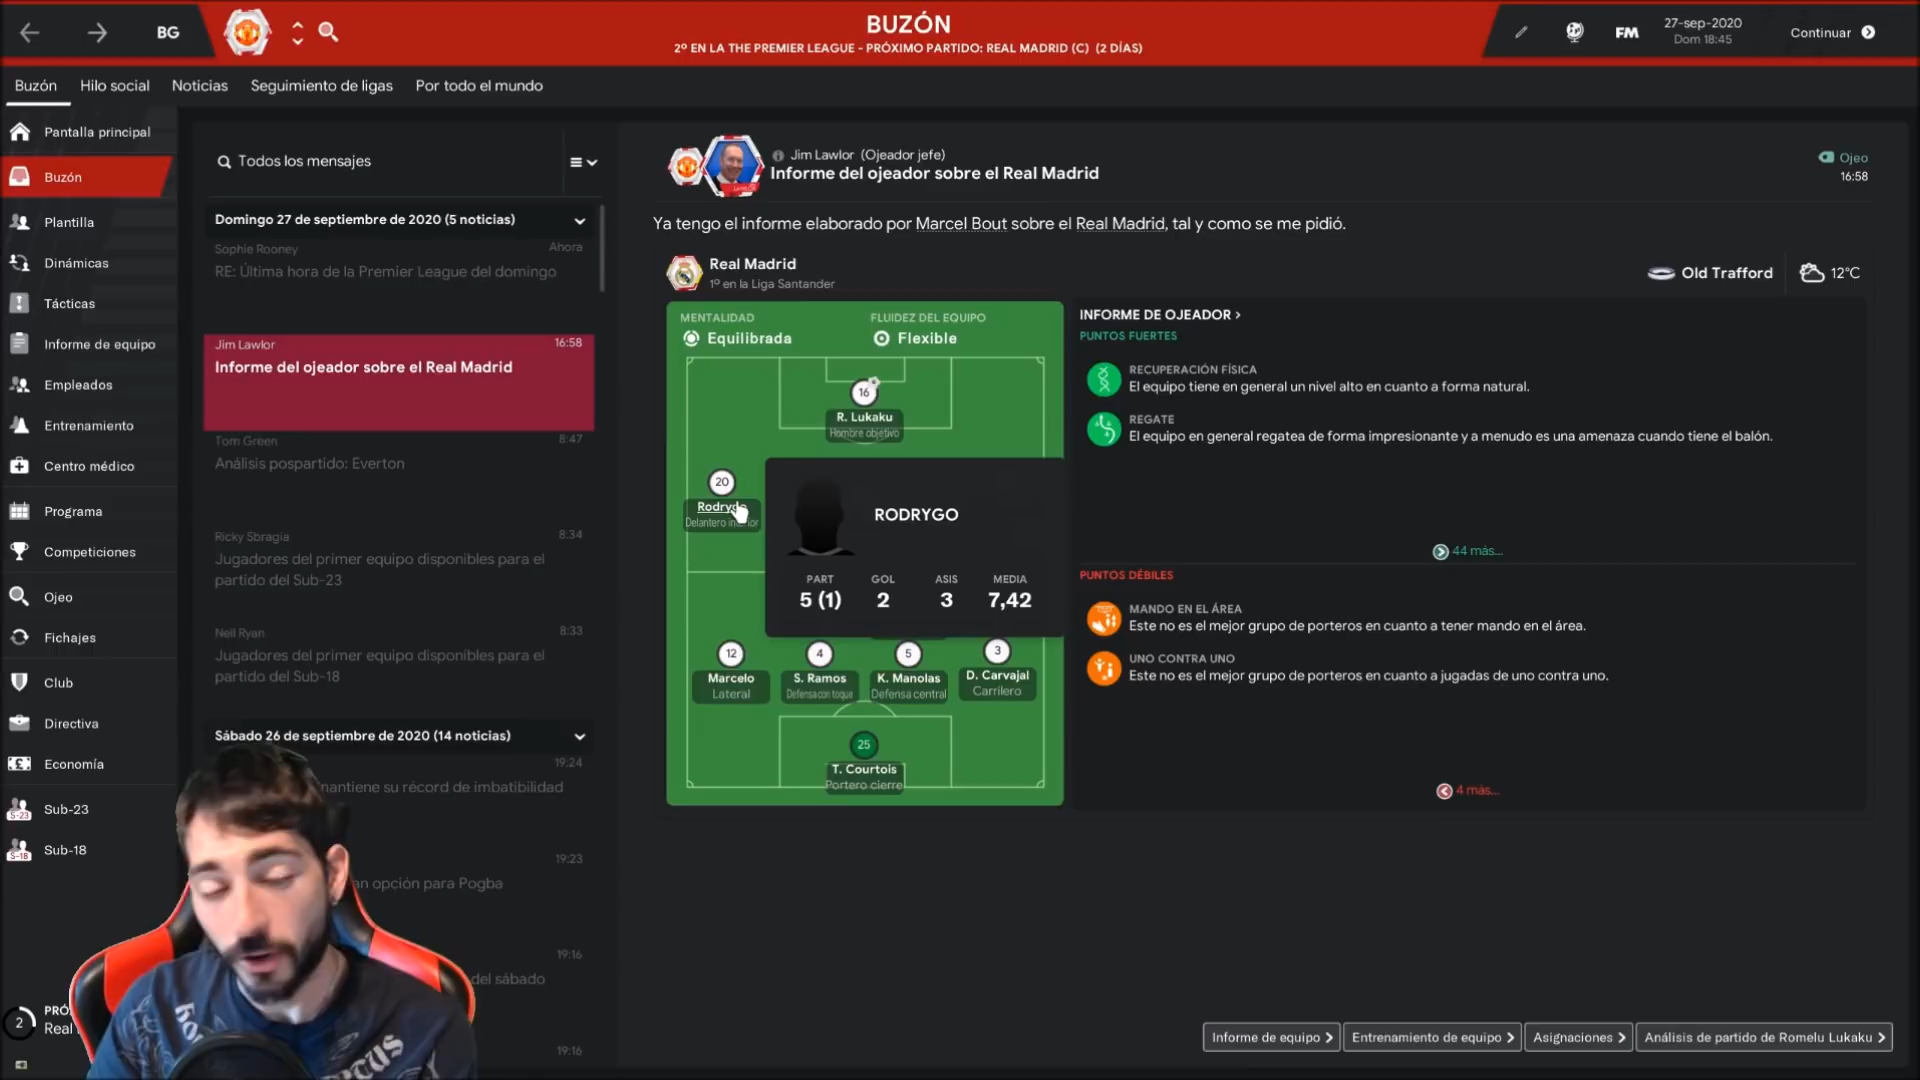 BG
BUZÓN
2º EN LA THE PREMIER LEAGUE - PRÓXIMO PARTIDO: REAL MADRID (C) (2 DÍAS)
FM
27-sep-2020
Dom 18:45
Continuar
Buzón
Hilo social
Noticias
Seguimiento de ligas
Por todo el mundo
Pantalla principal
Buzón
Plantilla
Dinámicas
Tácticas
Informe de equipo
Empleados
Entrenamiento
Centro médico
Programa
Competiciones
Ojeo
Fichajes
Club
Directiva
Economía
S-23
Sub-23
S-18
Sub-18
2
PRÓ
Real
Todos los mensajes
Domingo 27 de septiembre de 2020 (5 noticias)
Sophie Rooney
Ahora
RE: Última hora de la Premier League del domingo
Jim Lawlor
16:58
Informe del ojeador sobre el Real Madrid
Tom Green
8:47
Análisis pospartido: Everton
Ricky Sbragia
8:34
Jugadores del primer equipo disponibles para el
partido del Sub-23
Neil Ryan
8:33
Jugadores del primer equipo disponibles para el
partido del Sub-18
Sábado 26 de septiembre de 2020 (14 noticias)
19:24
mantiene su récord de imbatibilidad
19:23
an opción para Pogba
19:16
del sábado
19:16
Jim Lawlor (Ojeador jefe)
Informe del ojeador sobre el Real Madrid
Ojeo
16:58
Ya tengo el informe elaborado por Marcel Bout sobre el Real Madrid, tal y como se me pidió.
Real Madrid
1º en la Liga Santander
Old Trafford
12°C
MENTALIDAD
Equilibrada
FLUIDEZ DEL EQUIPO
Flexible
16
R. Lukaku
Hombre objetivo
20
Rodrygo
Delantero interior
RODRYGO
PART
GOL
ASIS
MEDIA
5 (1)
2
3
7,42
12
Marcelo
Lateral
4
S. Ramos
Defensa con toque
5
K. Manolas
Defensa central
3
D. Carvajal
Carrilero
25
T. Courtois
Portero cierre
INFORME DE OJEADOR >
PUNTOS FUERTES
RECUPERACIÓN FÍSICA
El equipo tiene en general un nivel alto en cuanto a forma natural.
REGATE
El equipo en general regatea de forma impresionante y a menudo es una amenaza cuando tiene el balón.
44 más...
PUNTOS DÉBILES
MANDO EN EL ÁREA
Este no es el mejor grupo de porteros en cuanto a tener mando en el área.
UNO CONTRA UNO
Este no es el mejor grupo de porteros en cuanto a jugadas de uno contra uno.
4 más...
Informe de equipo >
Entrenamiento de equipo >
Asignaciones >
Análisis de partido de Romelu Lukaku >